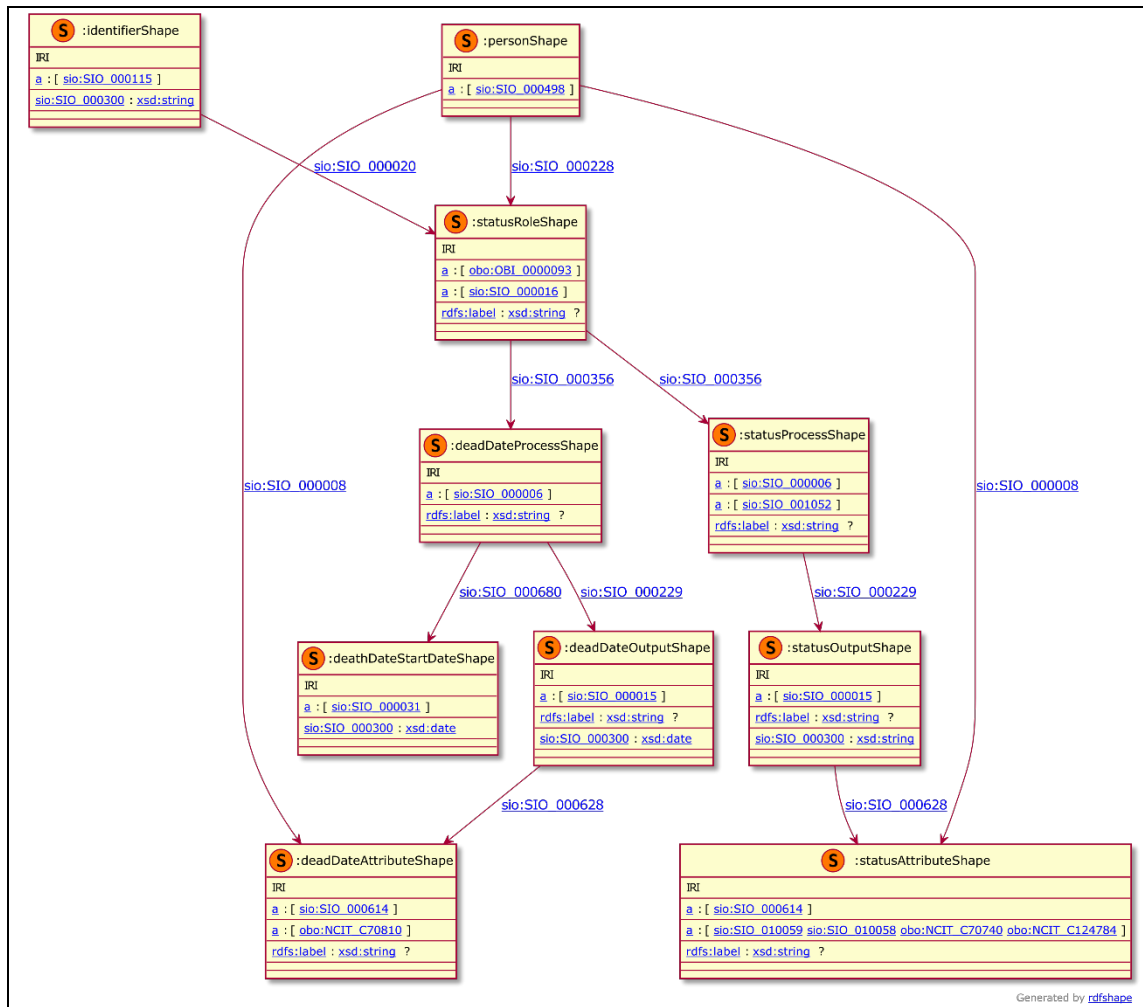 S :identifierShape
IRI
a : [ sio:SIO_000115 ]
sio:SIO_000300 : xsd:string
S :personShape
IRI
a : [ sio:SIO_000498 ]
sio:SIO_000020
sio:SIO_000228
S :statusRoleShape
IRI
a : [ obo:OBI_0000093 ]
a : [ sio:SIO_000016 ]
rdfs:label : xsd:string ?
sio:SIO_000356
sio:SIO_000356
S :deadDateProcessShape
IRI
a : [ sio:SIO_000006 ]
rdfs:label : xsd:string ?
S :statusProcessShape
IRI
a : [ sio:SIO_000006 ]
a : [ sio:SIO_001052 ]
rdfs:label : xsd:string ?
sio:SIO_000008
sio:SIO_000008
sio:SIO_000680
sio:SIO_000229
sio:SIO_000229
S :deathDateStartDateShape
IRI
a : [ sio:SIO_000031 ]
sio:SIO_000300 : xsd:date
S :deadDateOutputShape
IRI
a : [ sio:SIO_000015 ]
rdfs:label : xsd:string ?
sio:SIO_000300 : xsd:date
S :statusOutputShape
IRI
a : [ sio:SIO_000015 ]
rdfs:label : xsd:string ?
sio:SIO_000300 : xsd:string
sio:SIO_000628
sio:SIO_000628
S :deadDateAttributeShape
IRI
a : [ sio:SIO_000614 ]
a : [ obo:NCIT_C70810 ]
rdfs:label : xsd:string ?
S :statusAttributeShape
IRI
a : [ sio:SIO_000614 ]
a : [ sio:SIO_010059 sio:SIO_010058 obo:NCIT_C70740 obo:NCIT_C124784 ]
rdfs:label : xsd:string ?
Generated by rdfshape